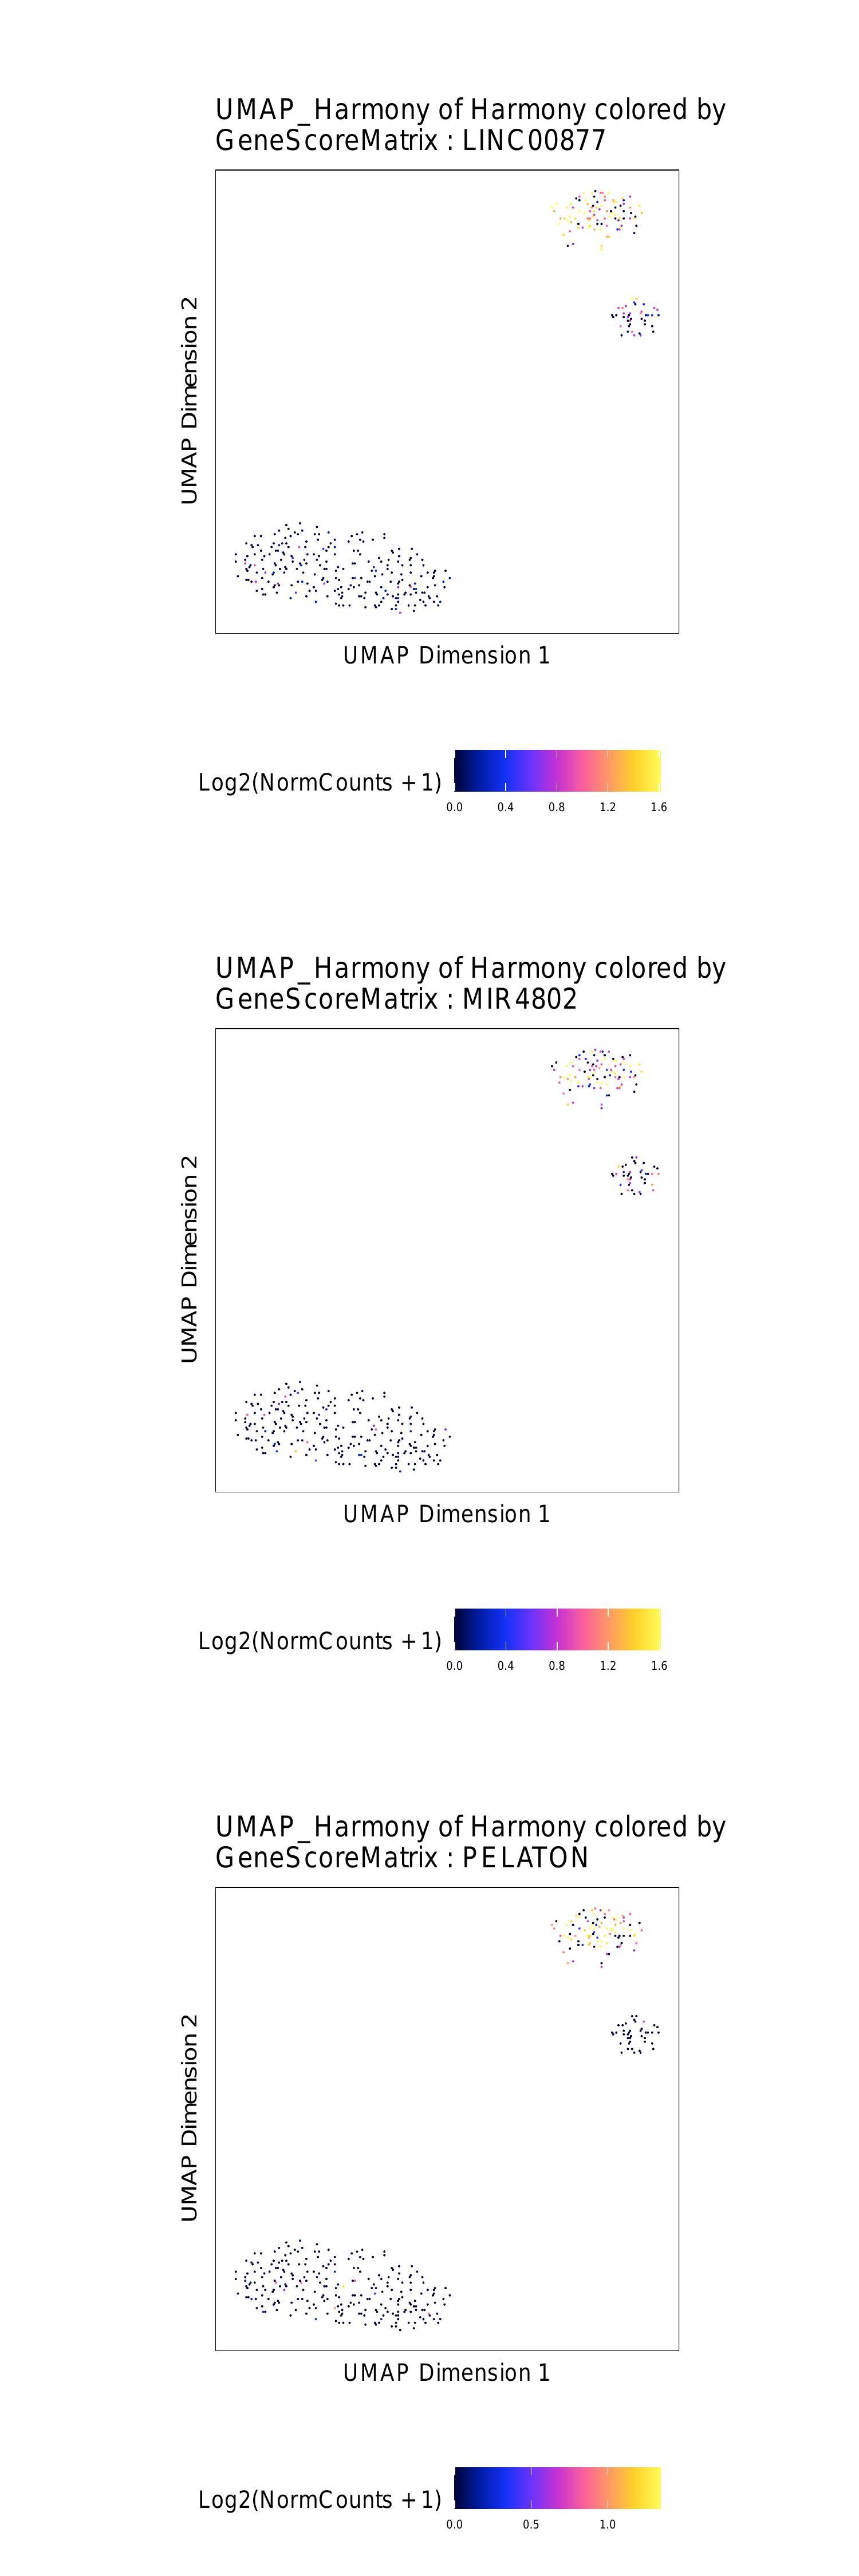 UMAP_Harmony of Harmony colored by
GeneScoreMatrix : LINC00877
UMAP Dimension 2
UMAP Dimension 1
Log2(NormCounts +1)
0.0 0.4 0.8 1.2 1.6
UMAP_Harmony of Harmony colored by
GeneScoreMatrix : MIR4802
UMAP Dimension 2
UMAP Dimension 1
Log2(NormCounts +1)
0.0 0.4 0.8 1.2 1.6
UMAP_Harmony of Harmony colored by
GeneScoreMatrix : PELATON
UMAP Dimension 2
UMAP Dimension 1
Log2(NormCounts +1)
0.0 0.5 1.0